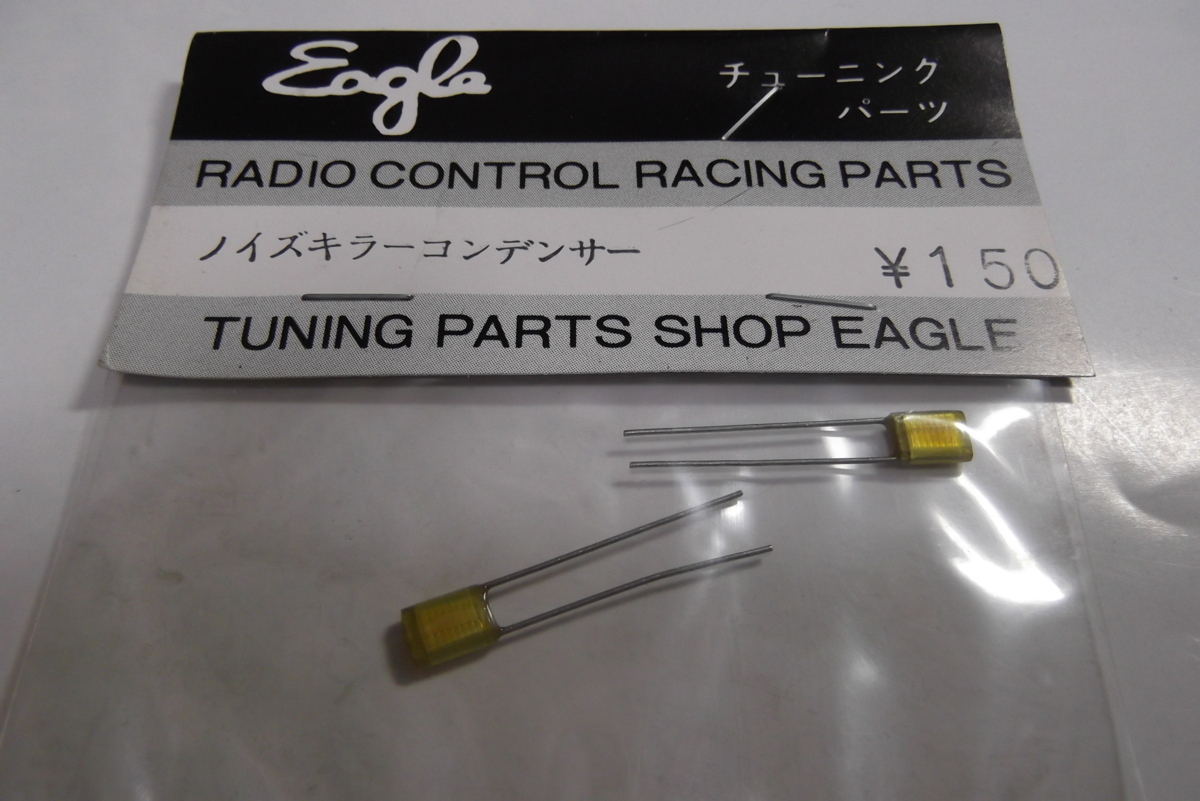 Eagle
チューニング
パーツ
RADIO CONTROL RACING PARTS
ノイズキラーコンデンサー
¥150
TUNING PARTS SHOP EAGLE